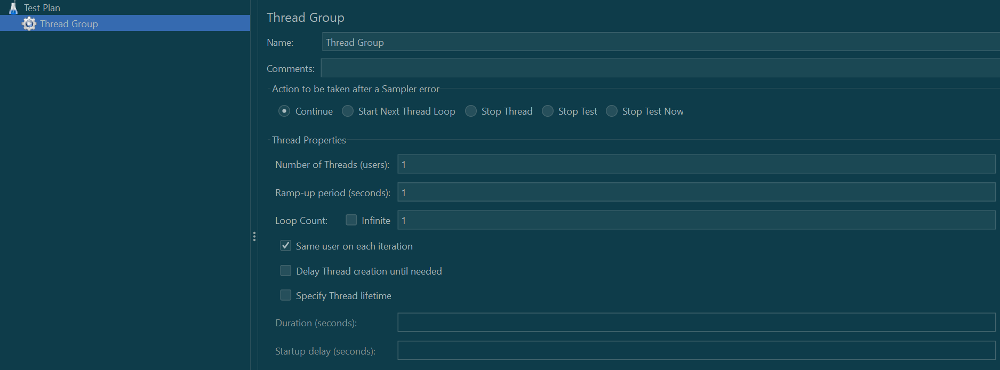 Test Plan
Thread Group
Thread Group
Name: Thread Group
Comments:
Action to be taken after a Sampler error
Continue Start Next Thread Loop Stop Thread Stop Test Stop Test Now
Thread Properties
Number of Threads (users): 1
Ramp-up period (seconds): 1
Loop Count: Infinite 1
Same user on each iteration
Delay Thread creation until needed
Specify Thread lifetime
Duration (seconds):
Startup delay (seconds):